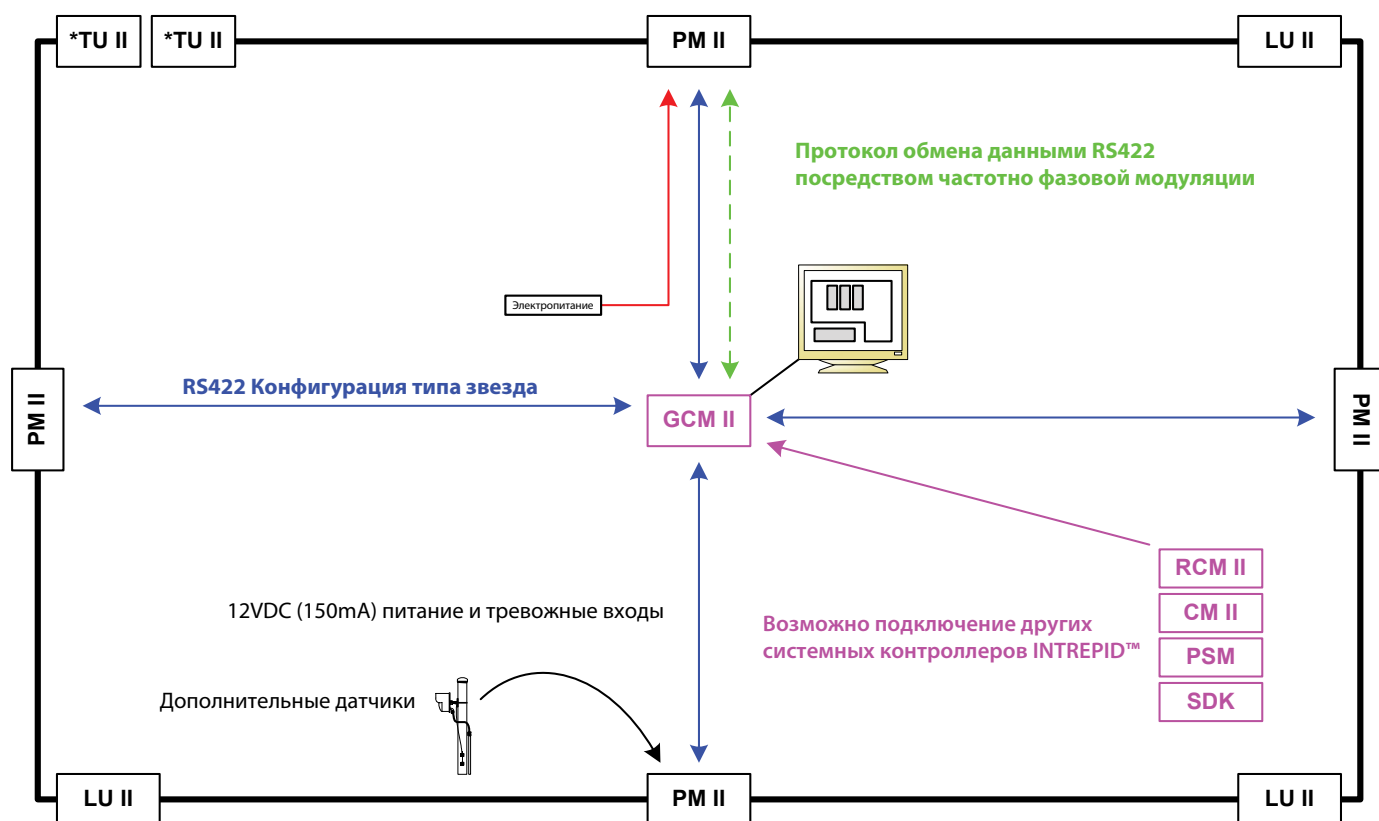 *TU II
*TU II
PM II
LU II
Протокол обмена данными RS422
посредством частотно фазовой модуляции
Электропитание
PM II
RS422 Конфигурация типа звезда
GCM II
PM II
RCM II
CM II
PSM
SDK
12VDC (150mA) питание и тревожные входы
Возможно подключение других
системных контроллеров INTREPID™
Дополнительные датчики
LU II
PM II
LU II